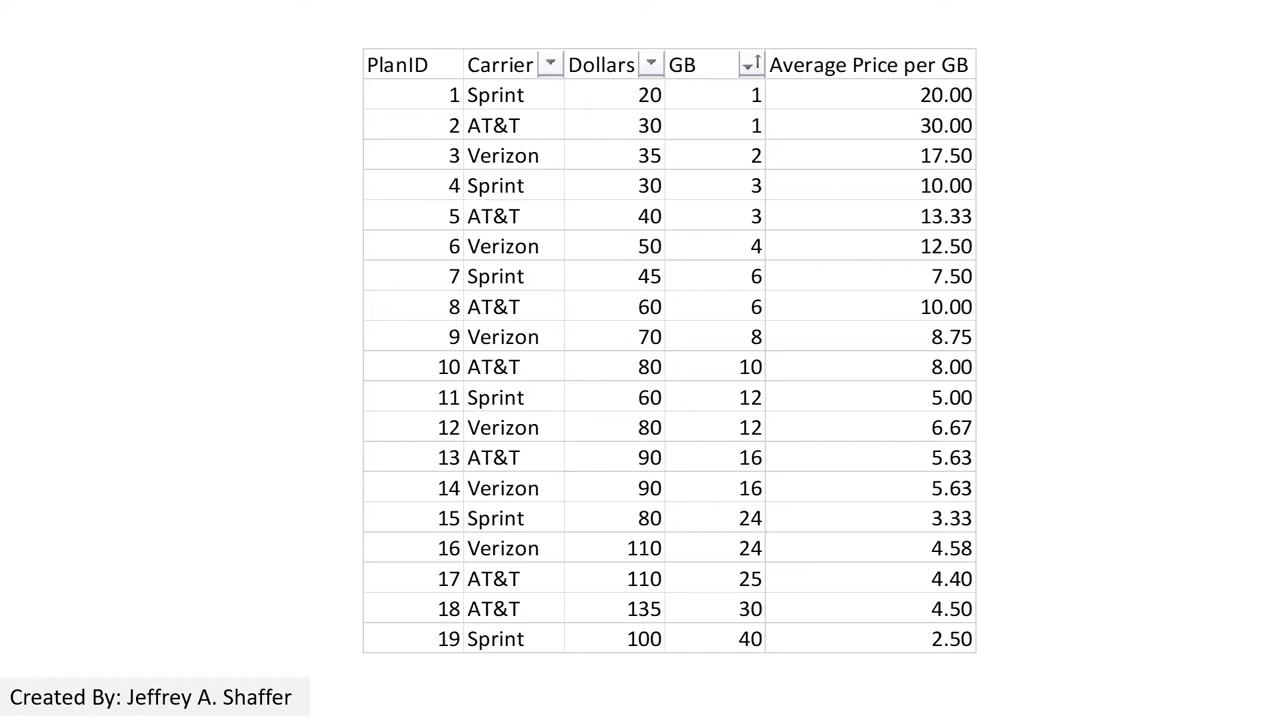 PlanID Carrier Dollars GB Average Price per GB
1 Sprint 20 1 20.00
2 AT&T 30 1 30.00
3 Verizon 35 2 17.50
4 Sprint 30 3 10.00
5 AT&T 40 3 13.33
6 Verizon 50 4 12.50
7 Sprint 45 6 7.50
8 AT&T 60 6 10.00
9 Verizon 70 8 8.75
10 AT&T 80 10 8.00
11 Sprint 60 12 5.00
12 Verizon 80 12 6.67
13 AT&T 90 16 5.63
14 Verizon 90 16 5.63
15 Sprint 80 24 3.33
16 Verizon 110 24 4.58
17 AT&T 110 25 4.40
18 AT&T 135 30 4.50
19 Sprint 100 40 2.50
Created By: Jeffrey A. Shaffer